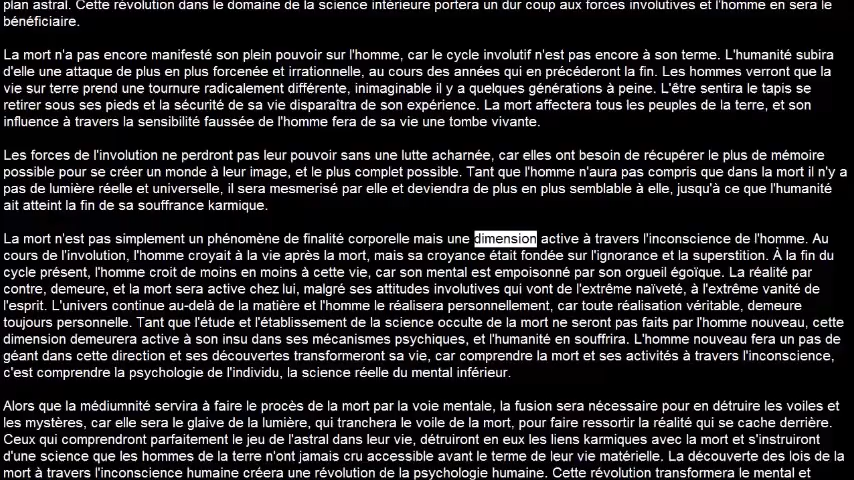 plan astral. Cette révolution dans le domaine de la science intérieure portera un dur coup aux forces involutives et l'homme en sera le
bénéficiaire.
La mort n'a pas encore manifesté son plein pouvoir sur l'homme, car le cycle involutif n'est pas encore à son terme. L'humanité subira
d'elle une attaque de plus en plus forcenée et irrationnelle, au cours des années qui en précéderont la fin. Les hommes verront que la
vie sur terre prend une tournure radicalement différente, inimaginable il y a quelques générations à peine. L'être sentira le tapis se
retirer sous ses pieds et la sécurité de sa vie disparaîtra de son expérience. La mort affectera tous les peuples de la terre, et son
influence à travers la sensibilité faussée de l'homme fera de sa vie une tombe vivante.
Les forces de l'involution ne perdront pas leur pouvoir sans une lutte acharnée, car elles ont besoin de récupérer le plus de mémoire
possible pour se créer un monde à leur image, et le plus complet possible. Tant que l'homme n'aura pas compris que dans la mort il n'y a
pas de lumière réelle et universelle, il sera mesmerisé par elle et deviendra de plus en plus semblable à elle, jusqu'à ce que l'humanité
ait atteint la fin de sa souffrance karmique.
La mort n'est pas simplement un phénomène de finalité corporelle mais une dimension active à travers l'inconscience de l'homme. Au
cours de l'involution, l'homme croyait à la vie après la mort, mais sa croyance était fondée sur l'ignorance et la superstition. À la fin du
cycle présent, l'homme croit de moins en moins à cette vie, car son mental est empoisonné par son orgueil égoïque. La réalité par
contre, demeure, et la mort sera active chez lui, malgré ses attitudes involutives qui vont de l'extrême naïveté, à l'extrême vanité de
l'esprit. L'univers continue au-delà de la matière et l'homme le réalisera personnellement, car toute réalisation véritable, demeure
toujours personnelle. Tant que l'étude et l'établissement de la science occulte de la mort ne seront pas faits par l'homme nouveau, cette
dimension demeurera active à son insu dans ses mécanismes psychiques, et l'humanité en souffrira. L'homme nouveau fera un pas de
géant dans cette direction et ses découvertes transformeront sa vie, car comprendre la mort et ses activités à travers l'inconscience,
c'est comprendre la psychologie de l'individu, la science réelle du mental inférieur.
Alors que la médiumnité servira à faire le procès de la mort par la voie mentale, la fusion sera nécessaire pour en détruire les voiles et
les mystères, car elle sera le glaive de la lumière, qui tranchera le voile de la mort, pour faire ressortir la réalité qui se cache derrière.
Ceux qui comprendront parfaitement le jeu de l'astral dans leur vie, détruiront en eux les liens karmiques avec la mort et s'instruiront
d'une science que les hommes de la terre n'ont jamais cru accessible avant le terme de leur vie matérielle. La découverte des lois de la
mort à travers l'inconscience humaine créera une révolution de la psychologie humaine. Cette révolution transformera le mental et